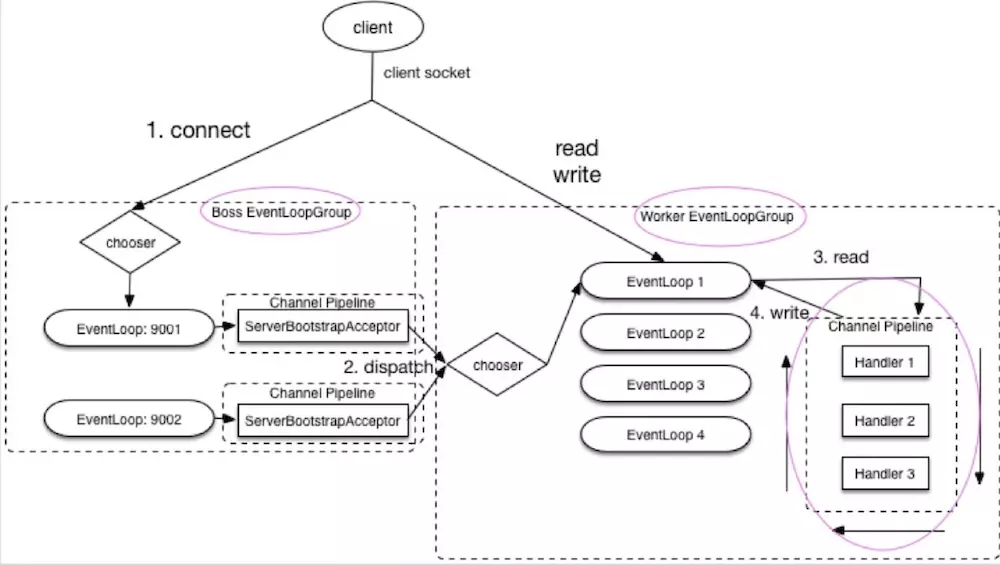 client
client socket
1. connect
read
write
Boss EventLoopGroup
Worker EventLoopGroup
chooser
EventLoop: 9001
Channel Pipeline
ServerBootstrapAcceptor
2. dispatch
EventLoop: 9002
Channel Pipeline
ServerBootstrapAcceptor
chooser
EventLoop 1
EventLoop 2
EventLoop 3
EventLoop 4
3. read
4. write
Channel Pipeline
Handler 1
Handler 2
Handler 3